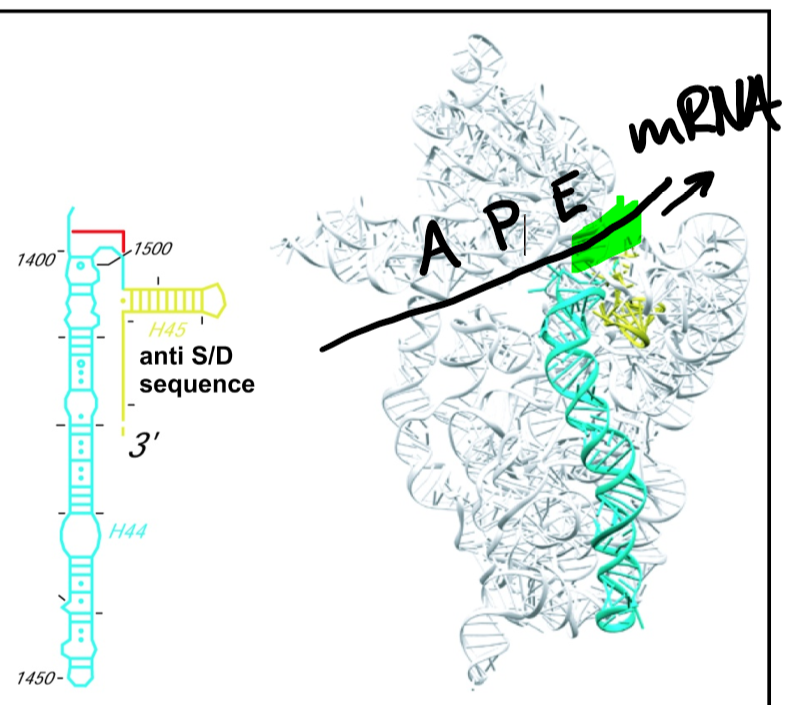 mRNA
A P E
1400
1500
H45
anti S/D
sequence
3'
H44
1450